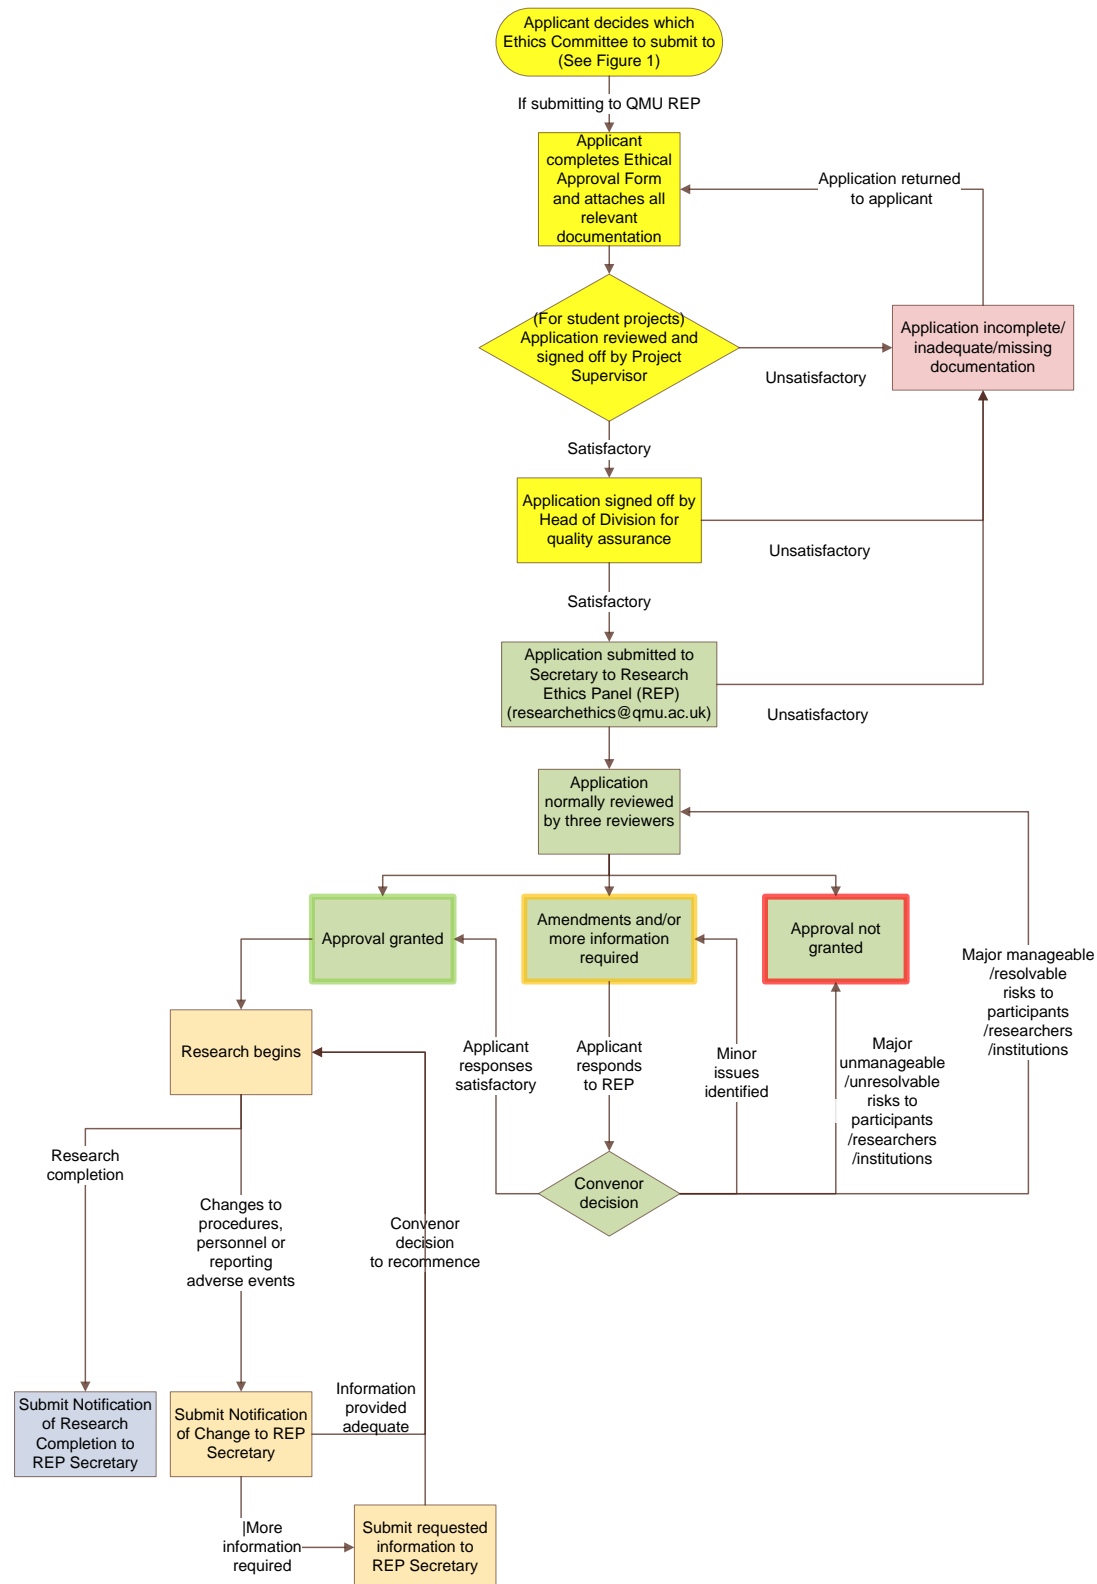 Applicant decides which
Ethics Committee to submit to
(See Figure 1)
If submitting to QMU REP
Applicant
completes Ethical
Approval Form
and attaches all
relevant
documentation
Application returned
to applicant
(For student projects)
Application reviewed and
signed off by Project
Supervisor
Unsatisfactory
Application incomplete/
inadequate/missing
documentation
Satisfactory
Application signed off by
Head of Division for
quality assurance
Unsatisfactory
Satisfactory
Application submitted to
Secretary to Research
Ethics Panel (REP)
(researchethics@qmu.ac.uk)
Unsatisfactory
Application
normally reviewed
by three reviewers
Approval granted
Amendments and/or
more information
required
Approval not
granted
Major manageable
/resolvable
risks to
participants
/researchers
/institutions
Research begins
Applicant
responses
satisfactory
Applicant
responds
to REP
Minor
issues
identified
Major
unmanageable
/unresolvable
risks to
participants
/researchers
/institutions
Research
completion
Convenor
decision
Changes to
procedures,
personnel or
reporting
adverse events
Convenor
decision
to recommence
Submit Notification
of Research
Completion to
REP Secretary
Submit Notification
of Change to REP
Secretary
Information
provided
adequate
|More
information
required
Submit requested
information to
REP Secretary